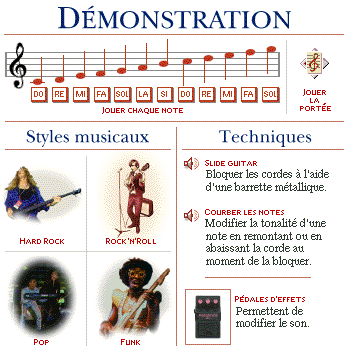 DÉMONSTRATION
DO RE MI FA SOL LA SI DO RE MI FA SOL
JOUER CHAQUE NOTE
JOUER
LA
PORTÉE
Styles musicaux
HARD ROCK
ROCK'N'ROLL
POP
FUNK
Techniques
SLIDE GUITAR
Bloquer les cordes à l'aide
d'une barrette métallique.
COURBER LES NOTES
Modifier la tonalité d'une
note en remontant ou en
abaissant la corde au
moment de la bloquer.
PÉDALES D'EFFETS
Permettent de
modifier le son.